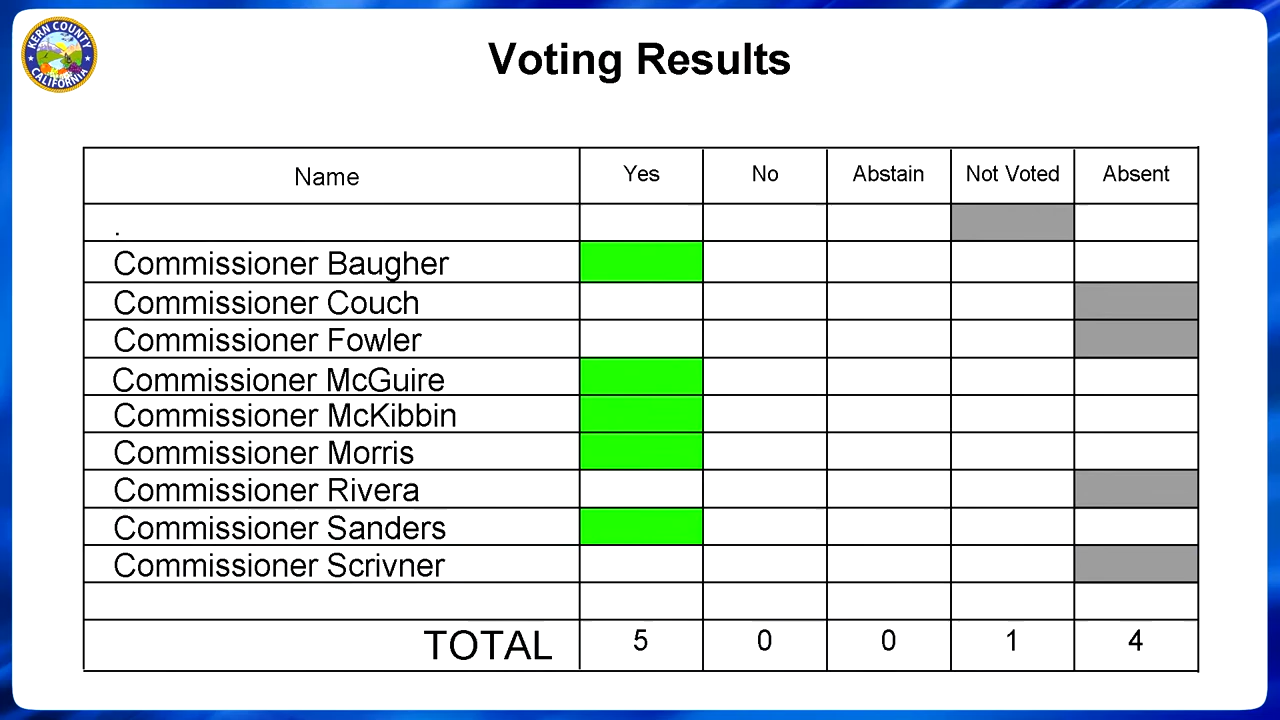 KERN COUNTY
CALIFORNIA
Voting Results
Name Yes No Abstain Not Voted Absent
.
Commissioner Baugher
Commissioner Couch
Commissioner Fowler
Commissioner McGuire
Commissioner McKibbin
Commissioner Morris
Commissioner Rivera
Commissioner Sanders
Commissioner Scrivner
TOTAL 5 0 0 1 4